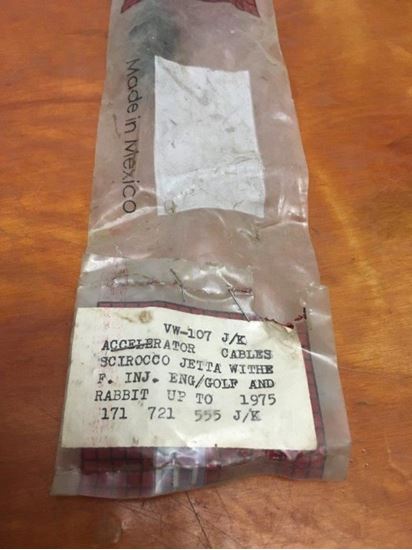 Made in Mexico
VW-107 J/K
ACCELERATOR CABLES
SCIROCCO JETTA WITHE
F. INJ. ENG/GOLF AND
RABBIT UP TO 1975
171 721 555 J/K